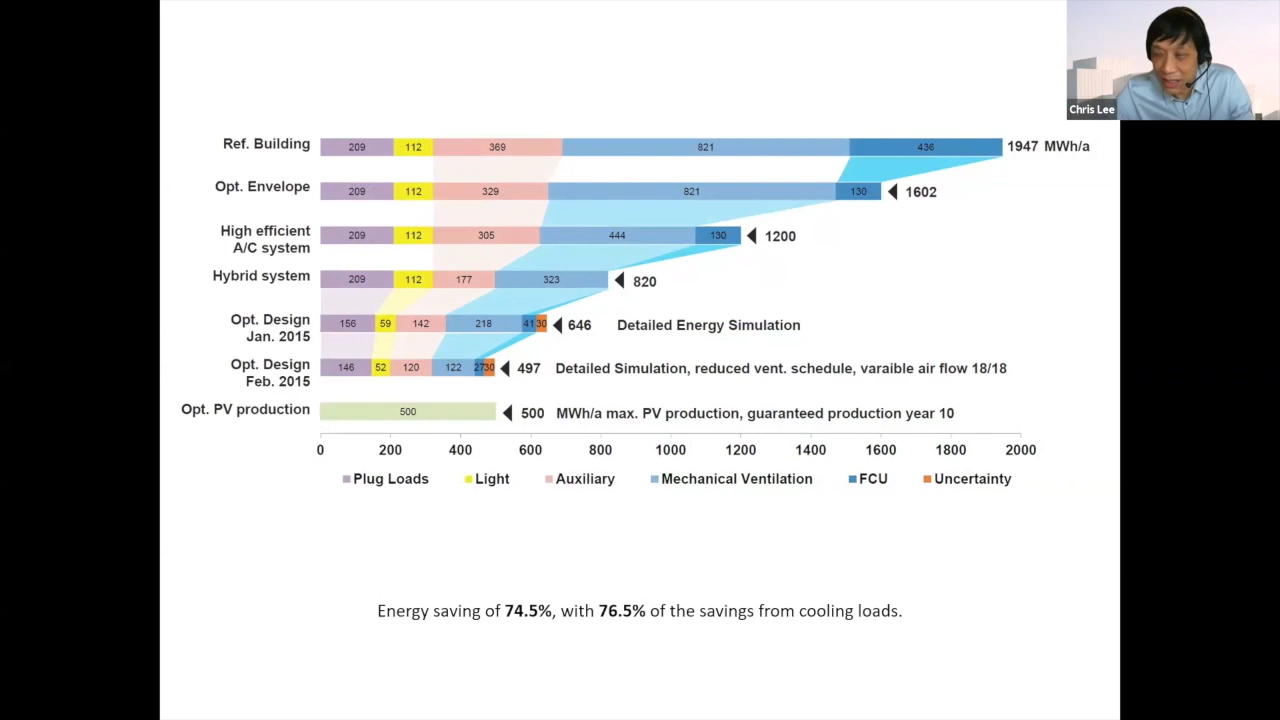 Chris Lee
Ref. Building 209 112 369 821 436 1947 MWh/a
Opt. Envelope 209 112 329 821 130 1602
High efficient
A/C system 209 112 305 444 130 1200
Hybrid system 209 112 177 323 820
Opt. Design
Jan. 2015 156 59 142 218 41 30 646 Detailed Energy Simulation
Opt. Design
Feb. 2015 146 52 120 122 27 30 497 Detailed Simulation, reduced vent. schedule, varaible air flow 18/18
Opt. PV production 500 500 MWh/a max. PV production, guaranteed production year 10
0 200 400 600 800 1000 1200 1400 1600 1800 2000
Plug Loads Light Auxiliary Mechanical Ventilation FCU Uncertainty
Energy saving of 74.5%, with 76.5% of the savings from cooling loads.